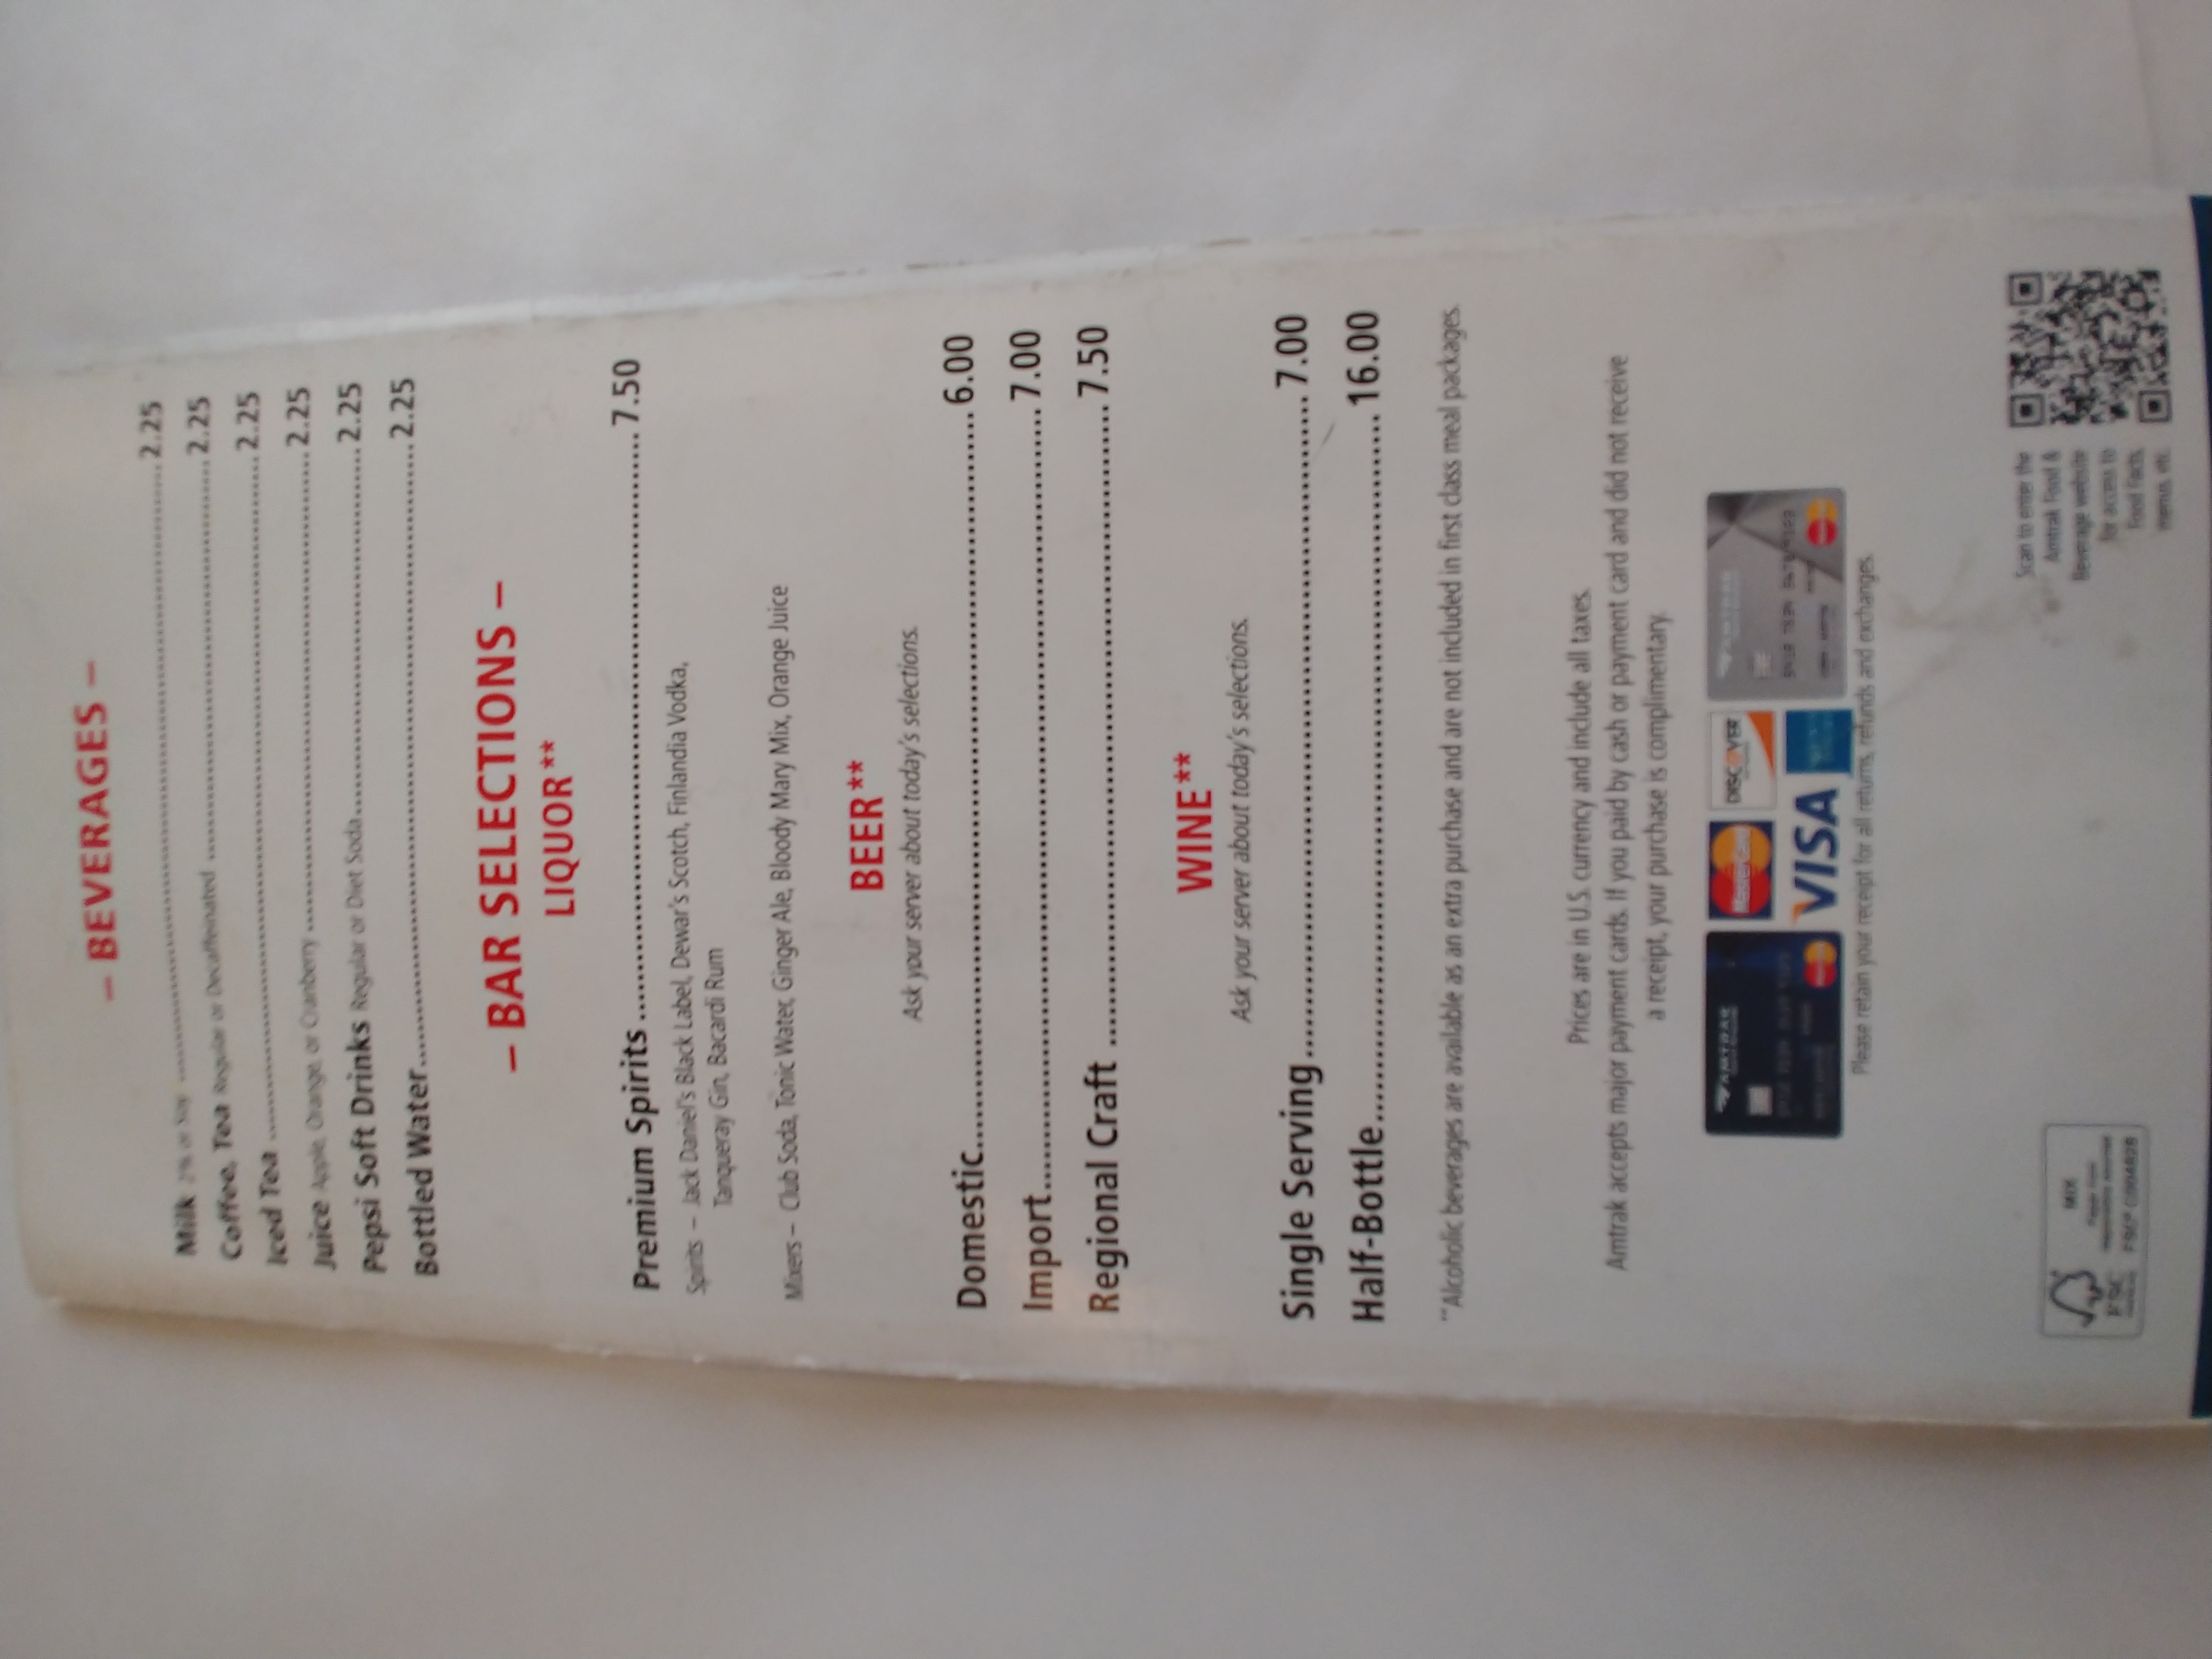 – BEVERAGES –
Milk 2% or Soy ........ 2.25
Coffee, Tea Regular or Decaffeinated ........ 2.25
Iced Tea ........ 2.25
Juice Apple, Orange, or Cranberry ........ 2.25
Pepsi Soft Drinks Regular or Diet Soda ........ 2.25
Bottled Water ........ 2.25
– BAR SELECTIONS –
LIQUOR**
Premium Spirits ........ 7.50
Spirits – Jack Daniel's Black Label, Dewar's Scotch, Finlandia Vodka,
Tanqueray Gin, Bacardi Rum
Mixers – Club Soda, Tonic Water, Ginger Ale, Bloody Mary Mix, Orange Juice
BEER**
Ask your server about today's selections.
Domestic ........ 6.00
Import ........ 7.00
Regional Craft ........ 7.50
WINE**
Ask your server about today's selections.
Single Serving ........ 7.00
Half-Bottle ........ 16.00
**Alcoholic beverages are available as an extra purchase and are not included in first class meal packages.
Prices are in U.S. currency and include all taxes.
Amtrak accepts major payment cards. If you paid by cash or payment card and did not receive
a receipt, your purchase is complimentary.
AMTRAK
MasterCard
DISCOVER
VISA
Please retain your receipt for all returns, refunds and exchanges.
FSC
MIX
Scan to enter the
Amtrak Food &
Beverage website
for access to
Food Facts,
menus, etc.